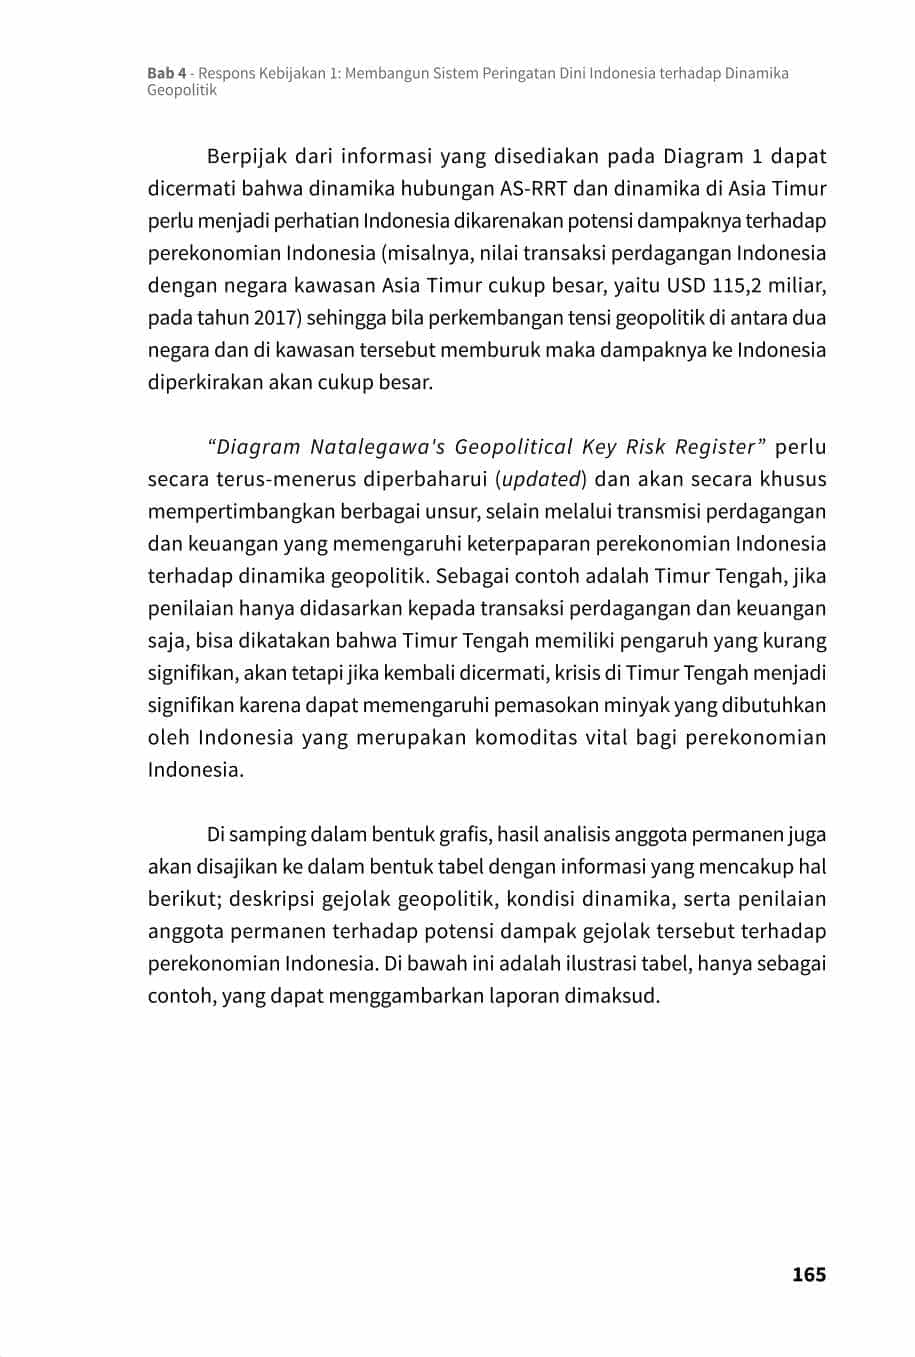 Bab 4 - Respons Kebijakan 1: Membangun Sistem Peringatan Dini Indonesia terhadap Dinamika
Geopolitik
Berpijak dari informasi yang disediakan pada Diagram 1 dapat
dicermati bahwa dinamika hubungan AS-RRT dan dinamika di Asia Timur
perlu menjadi perhatian Indonesia dikarenakan potensi dampaknya terhadap
perekonomian Indonesia (misalnya, nilai transaksi perdagangan Indonesia
dengan negara kawasan Asia Timur cukup besar, yaitu USD 115,2 miliar,
pada tahun 2017) sehingga bila perkembangan tensi geopolitik di antara dua
negara dan di kawasan tersebut memburuk maka dampaknya ke Indonesia
diperkirakan akan cukup besar.
“Diagram Natalegawa's Geopolitical Key Risk Register” perlu
secara terus-menerus diperbaharui (updated) dan akan secara khusus
mempertimbangkan berbagai unsur, selain melalui transmisi perdagangan
dan keuangan yang memengaruhi keterpaparan perekonomian Indonesia
terhadap dinamika geopolitik. Sebagai contoh adalah Timur Tengah, jika
penilaian hanya didasarkan kepada transaksi perdagangan dan keuangan
saja, bisa dikatakan bahwa Timur Tengah memiliki pengaruh yang kurang
signifikan, akan tetapi jika kembali dicermati, krisis di Timur Tengah menjadi
signifikan karena dapat memengaruhi pemasokan minyak yang dibutuhkan
oleh Indonesia yang merupakan komoditas vital bagi perekonomian
Indonesia.
Di samping dalam bentuk grafis, hasil analisis anggota permanen juga
akan disajikan ke dalam bentuk tabel dengan informasi yang mencakup hal
berikut; deskripsi gejolak geopolitik, kondisi dinamika, serta penilaian
anggota permanen terhadap potensi dampak gejolak tersebut terhadap
perekonomian Indonesia. Di bawah ini adalah ilustrasi tabel, hanya sebagai
contoh, yang dapat menggambarkan laporan dimaksud.
165